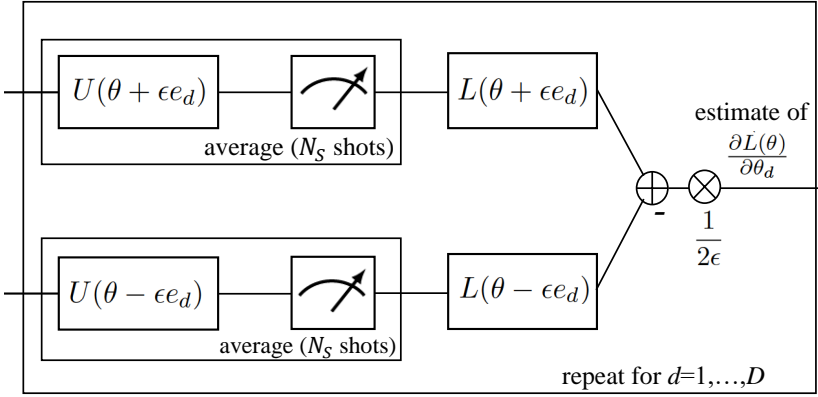 U(θ + ϵe_d)
L(θ + ϵe_d)
average (N_S shots)
estimate of
∂L(θ)
∂θ_d
-
1
2ϵ
U(θ − ϵe_d)
L(θ − ϵe_d)
average (N_S shots)
repeat for d=1,…,D